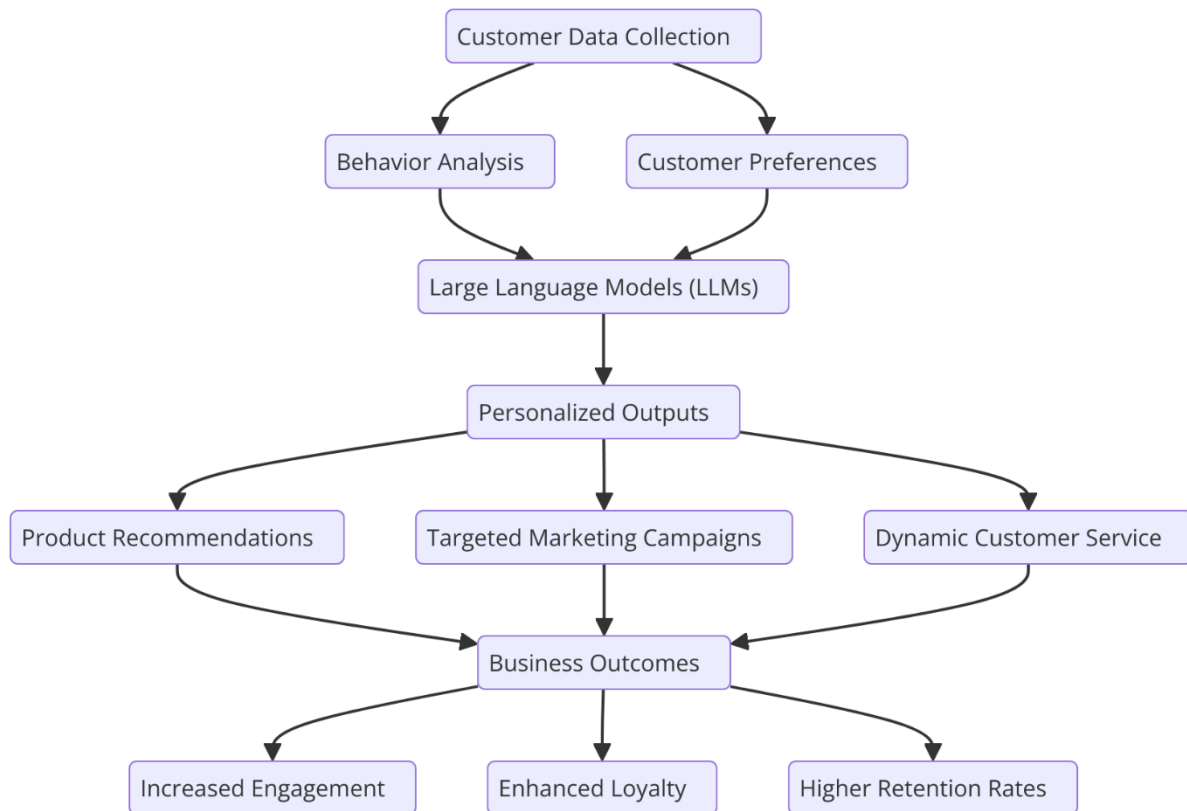 Customer Data Collection
Behavior Analysis
Customer Preferences
Large Language Models (LLMs)
Personalized Outputs
Product Recommendations
Targeted Marketing Campaigns
Dynamic Customer Service
Business Outcomes
Increased Engagement
Enhanced Loyalty
Higher Retention Rates